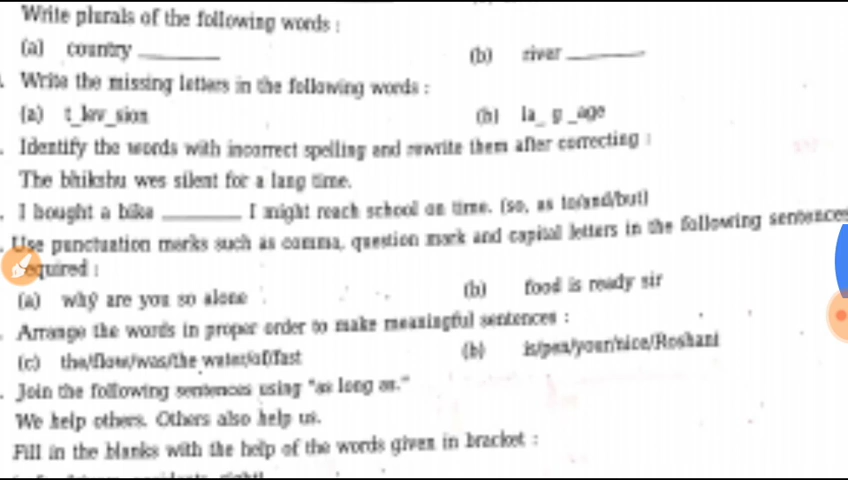 Write plurals of the following words :
(a) country ______ (b) river ______
. Write the missing letters in the following words :
(a) t_lev_sion (b) la_ g _age
. Identify the words with incorrect spelling and rewrite them after correcting :
The bhikshu wes silent for a lang time.
. I bought a bike ______ I might reach school on time. (so, as to/and/but)
. Use punctuation marks such as comma, question mark and capital letters in the following sentences
required :
(a) why are you so alone (b) food is ready sir
. Arrange the words in proper order to make meaningful sentences :
(c) the/flow/was/the water/of/fast (b) is/pen/your/nice/Roshani
. Join the following sentences using "as long as."
We help others. Others also help us.
Fill in the blanks with the help of the words given in bracket :